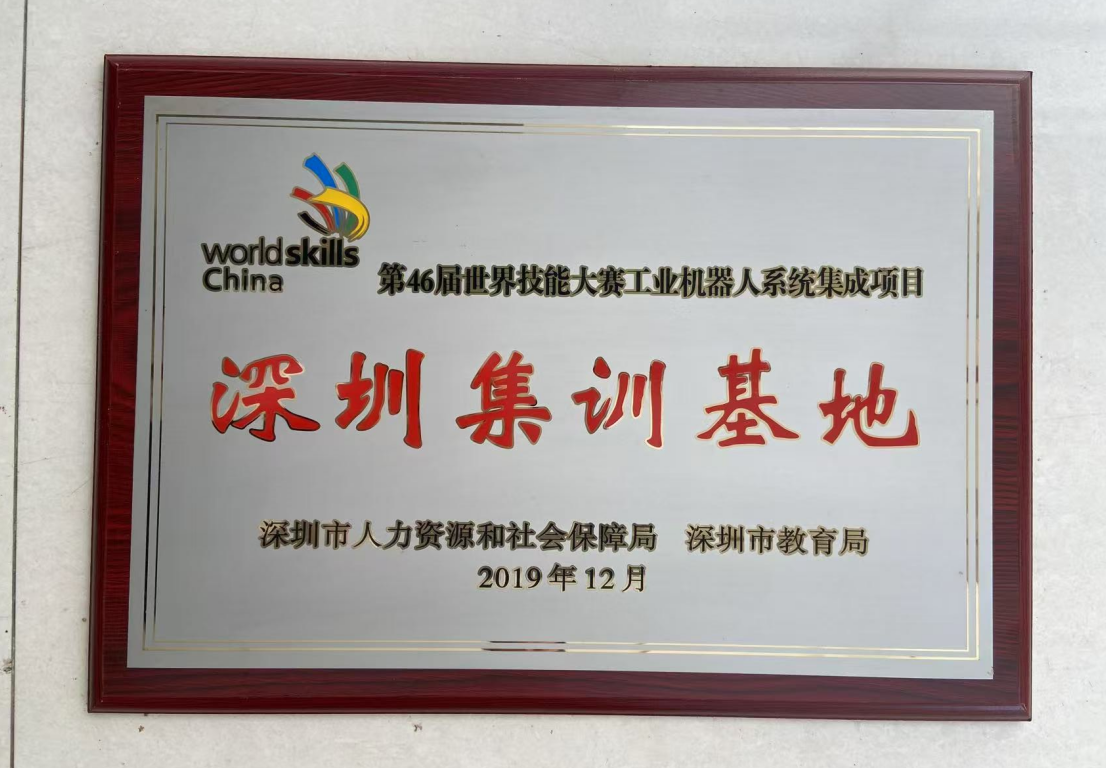 worldskills
China
第46届世界技能大赛工业机器人系统集成项目
深圳集训基地
深圳市人力资源和社会保障局 深圳市教育局
2019年12月